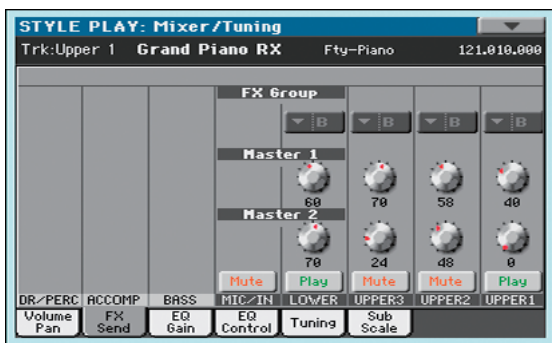 STYLE PLAY: Mixer/Tuning
Trk:Upper 1 Grand Piano RX Fty-Piano 121.010.000
FX Group
B B B B
Master 1
60 70 58 40
Master 2
70 24 48 0
Mute Play Mute Mute Play
DR/PERC ACCOMP BASS MIC/IN LOWER UPPER3 UPPER2 UPPER1
Volume Pan FX Send EQ Gain EQ Control Tuning Sub Scale